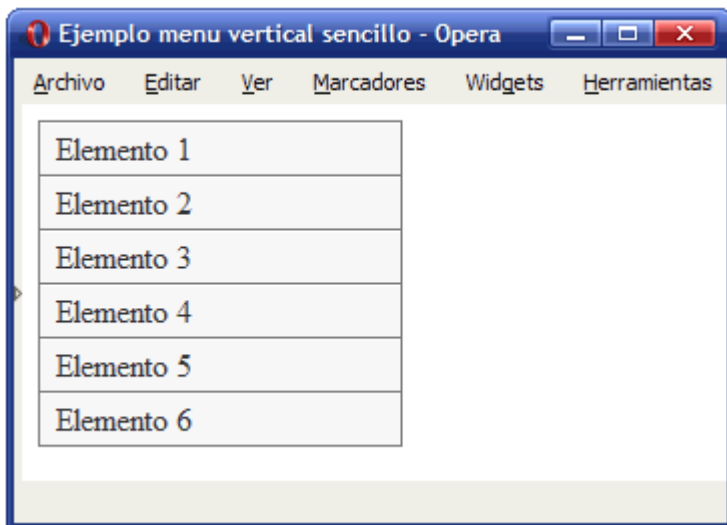 Ejemplo menu vertical sencillo - Opera
Archivo Editar Ver Marcadores Widgets Herramientas
Elemento 1
Elemento 2
Elemento 3
Elemento 4
Elemento 5
Elemento 6